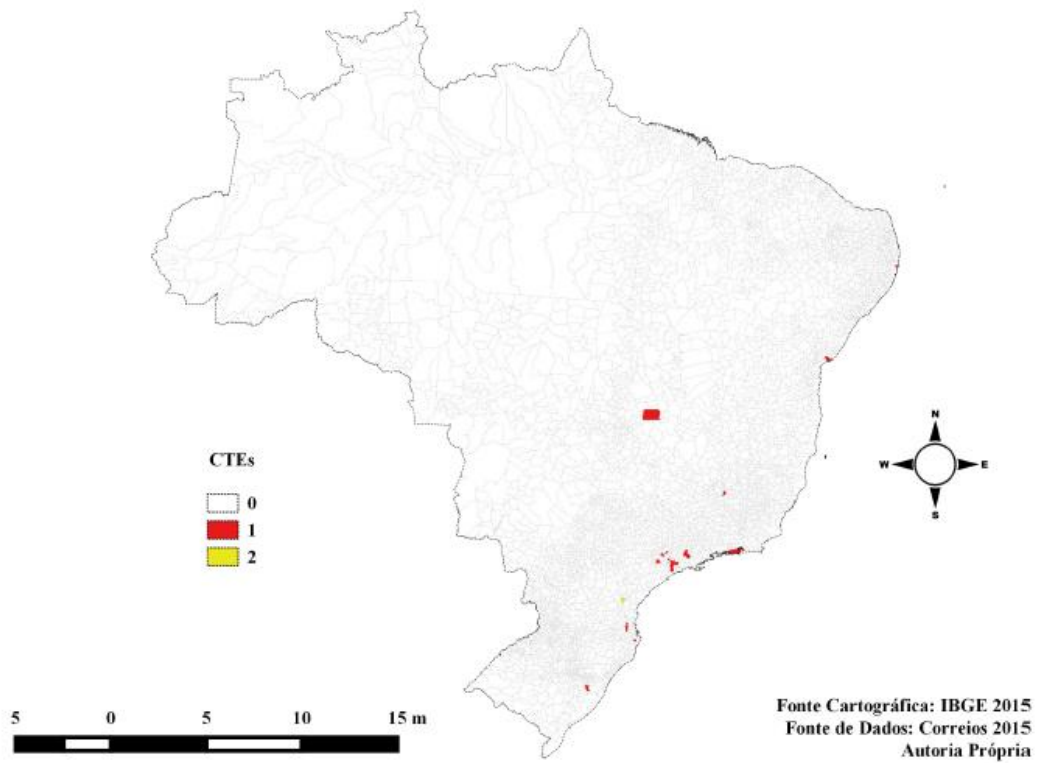 CTEs
0
1
2
N
W E
S
5 0 5 10 15 m
Fonte Cartográfica: IBGE 2015
Fonte de Dados: Correios 2015
Autoria Própria